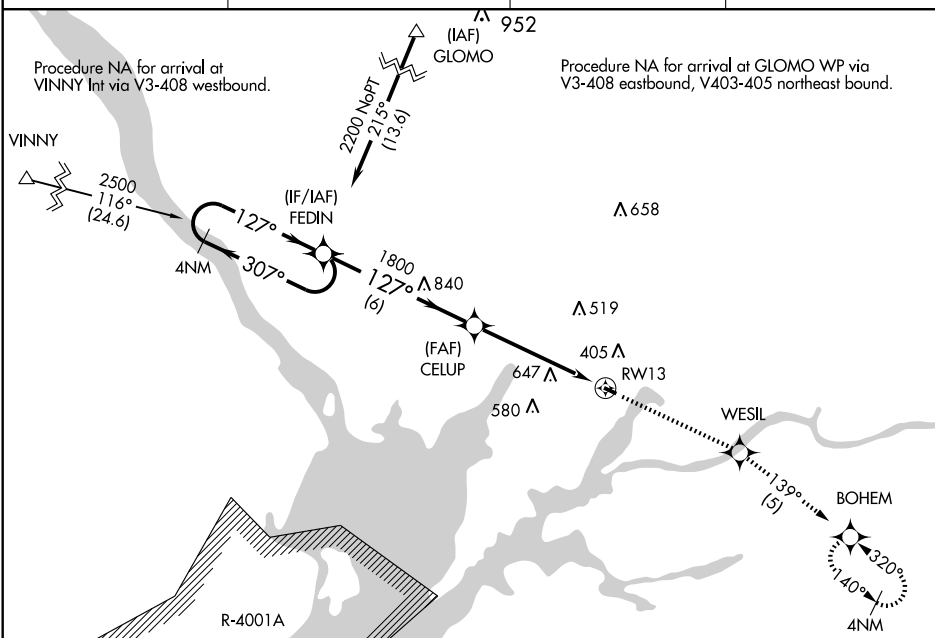 952
(IAF)
GLOMO
Procedure NA for arrival at
VINNY Int via V3-408 westbound.
Procedure NA for arrival at GLOMO WP via
V3-408 eastbound, V403-405 northeast bound.
2200 NoPT
215°
(13.6)
VINNY
2500
116°
(24.6)
(IF/IAF)
FEDIN
658
127°
4NM
307°
1800
127°
(6)
840
519
(FAF)
CELUP
405
647
RW13
580
WESIL
139°
(5)
BOHEM
320°
140°
4NM
R-4001A